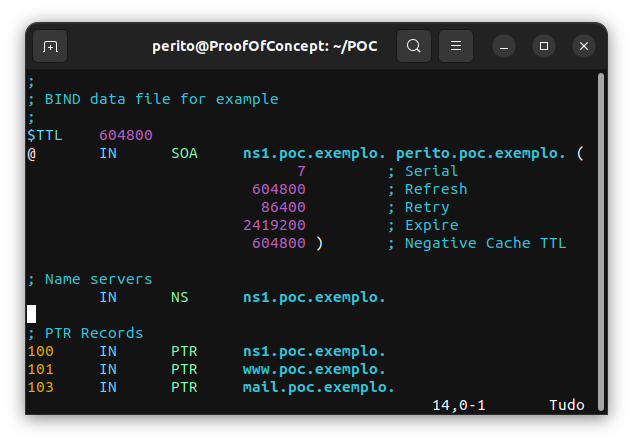 perito@ProofOfConcept: ~/POC
;
; BIND data file for example
;
$TTL    604800
@       IN      SOA     ns1.poc.exemplo. perito.poc.exemplo. (
                              7         ; Serial
                         604800         ; Refresh
                          86400         ; Retry
                        2419200         ; Expire
                         604800 )       ; Negative Cache TTL
; Name servers
        IN      NS      ns1.poc.exemplo.
; PTR Records
100     IN      PTR     ns1.poc.exemplo.
101     IN      PTR     www.poc.exemplo.
103     IN      PTR     mail.poc.exemplo.
14,0-1       Tudo